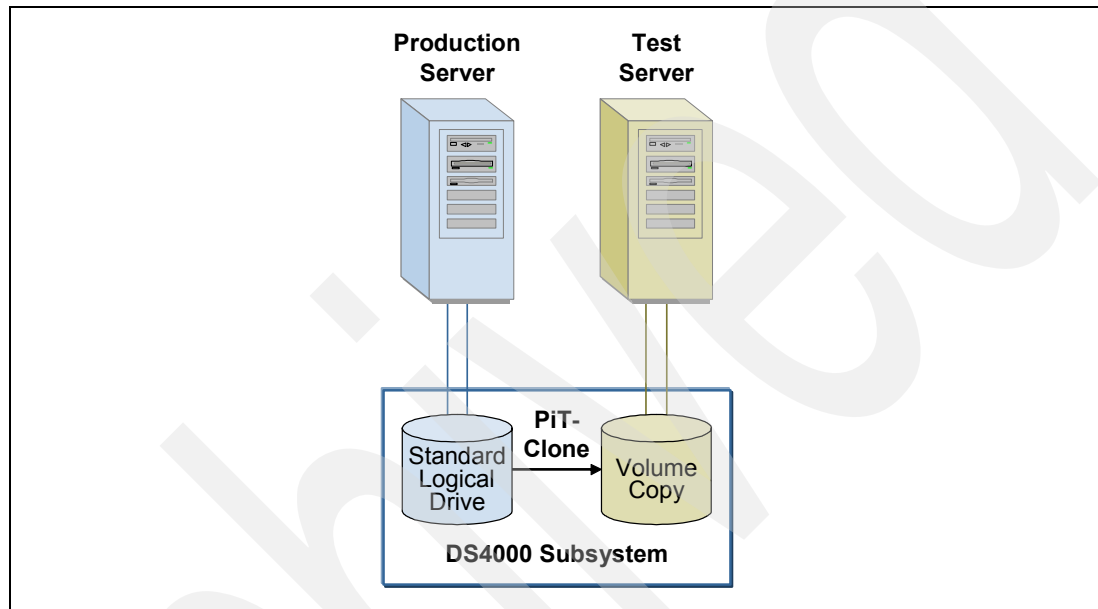 Production
Server
Test
Server
PiT-
Clone
Standard
Logical
Drive
Volume
Copy
DS4000 Subsystem